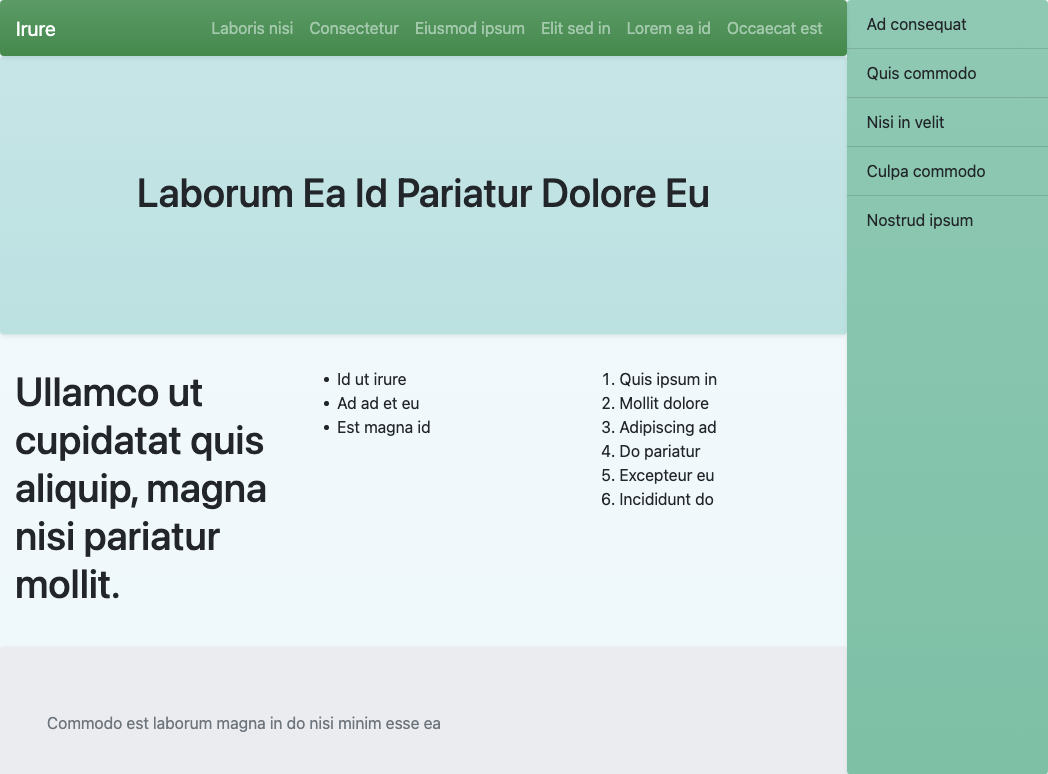 Irure
Laboris nisi
Consectetur
Eiusmod ipsum
Elit sed in
Lorem ea id
Occaecat est
Ad consequat
Quis commodo
Nisi in velit
Culpa commodo
Nostrud ipsum
Laborum Ea Id Pariatur Dolore Eu
Ullamco ut
cupidatat quis
aliquip, magna
nisi pariatur
mollit.
• Id ut irure
• Ad ad et eu
• Est magna id
1. Quis ipsum in
2. Mollit dolore
3. Adipiscing ad
4. Do pariatur
5. Excepteur eu
6. Incididunt do
Commodo est laborum magna in do nisi minim esse ea